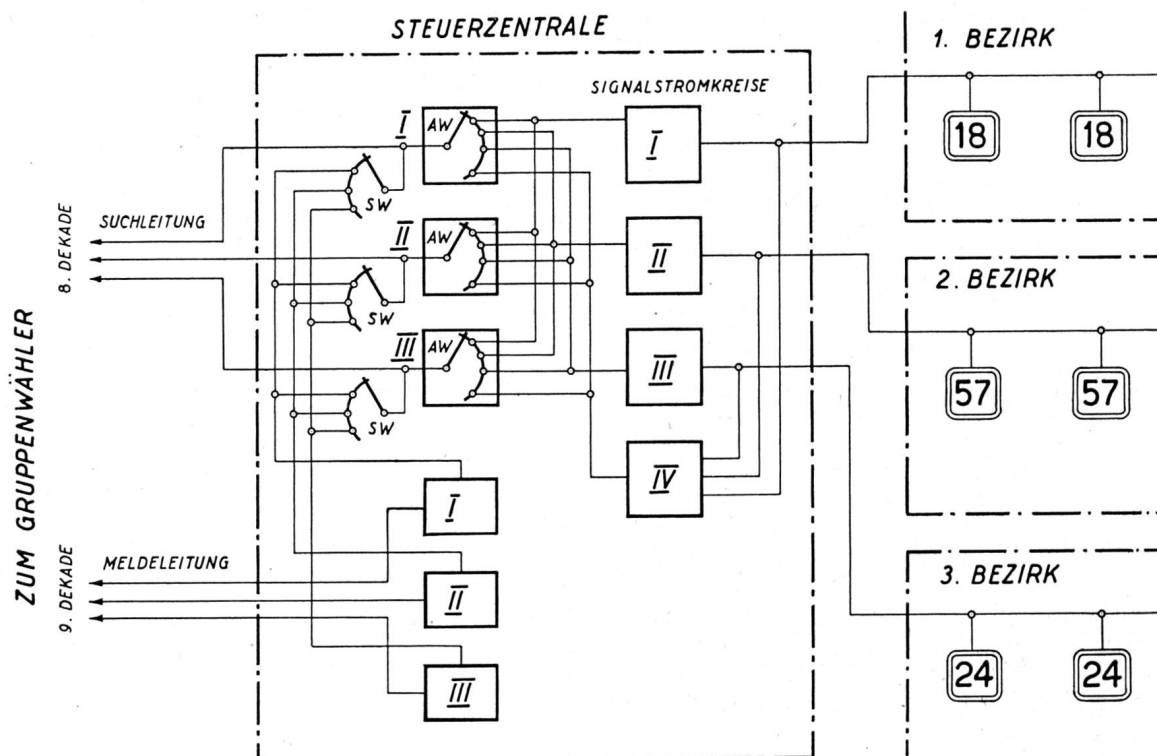 STEUERZENTRALE
SIGNALSTROMKREISE
I
AW
SW
II
AW
SW
III
AW
SW
I
II
III
IV
I
II
III
ZUM GRUPPENWÄHLER
8. DEKADE
SUCHLEITUNG
9. DEKADE
MELDELEITUNG
1. BEZIRK
18
18
2. BEZIRK
57
57
3. BEZIRK
24
24